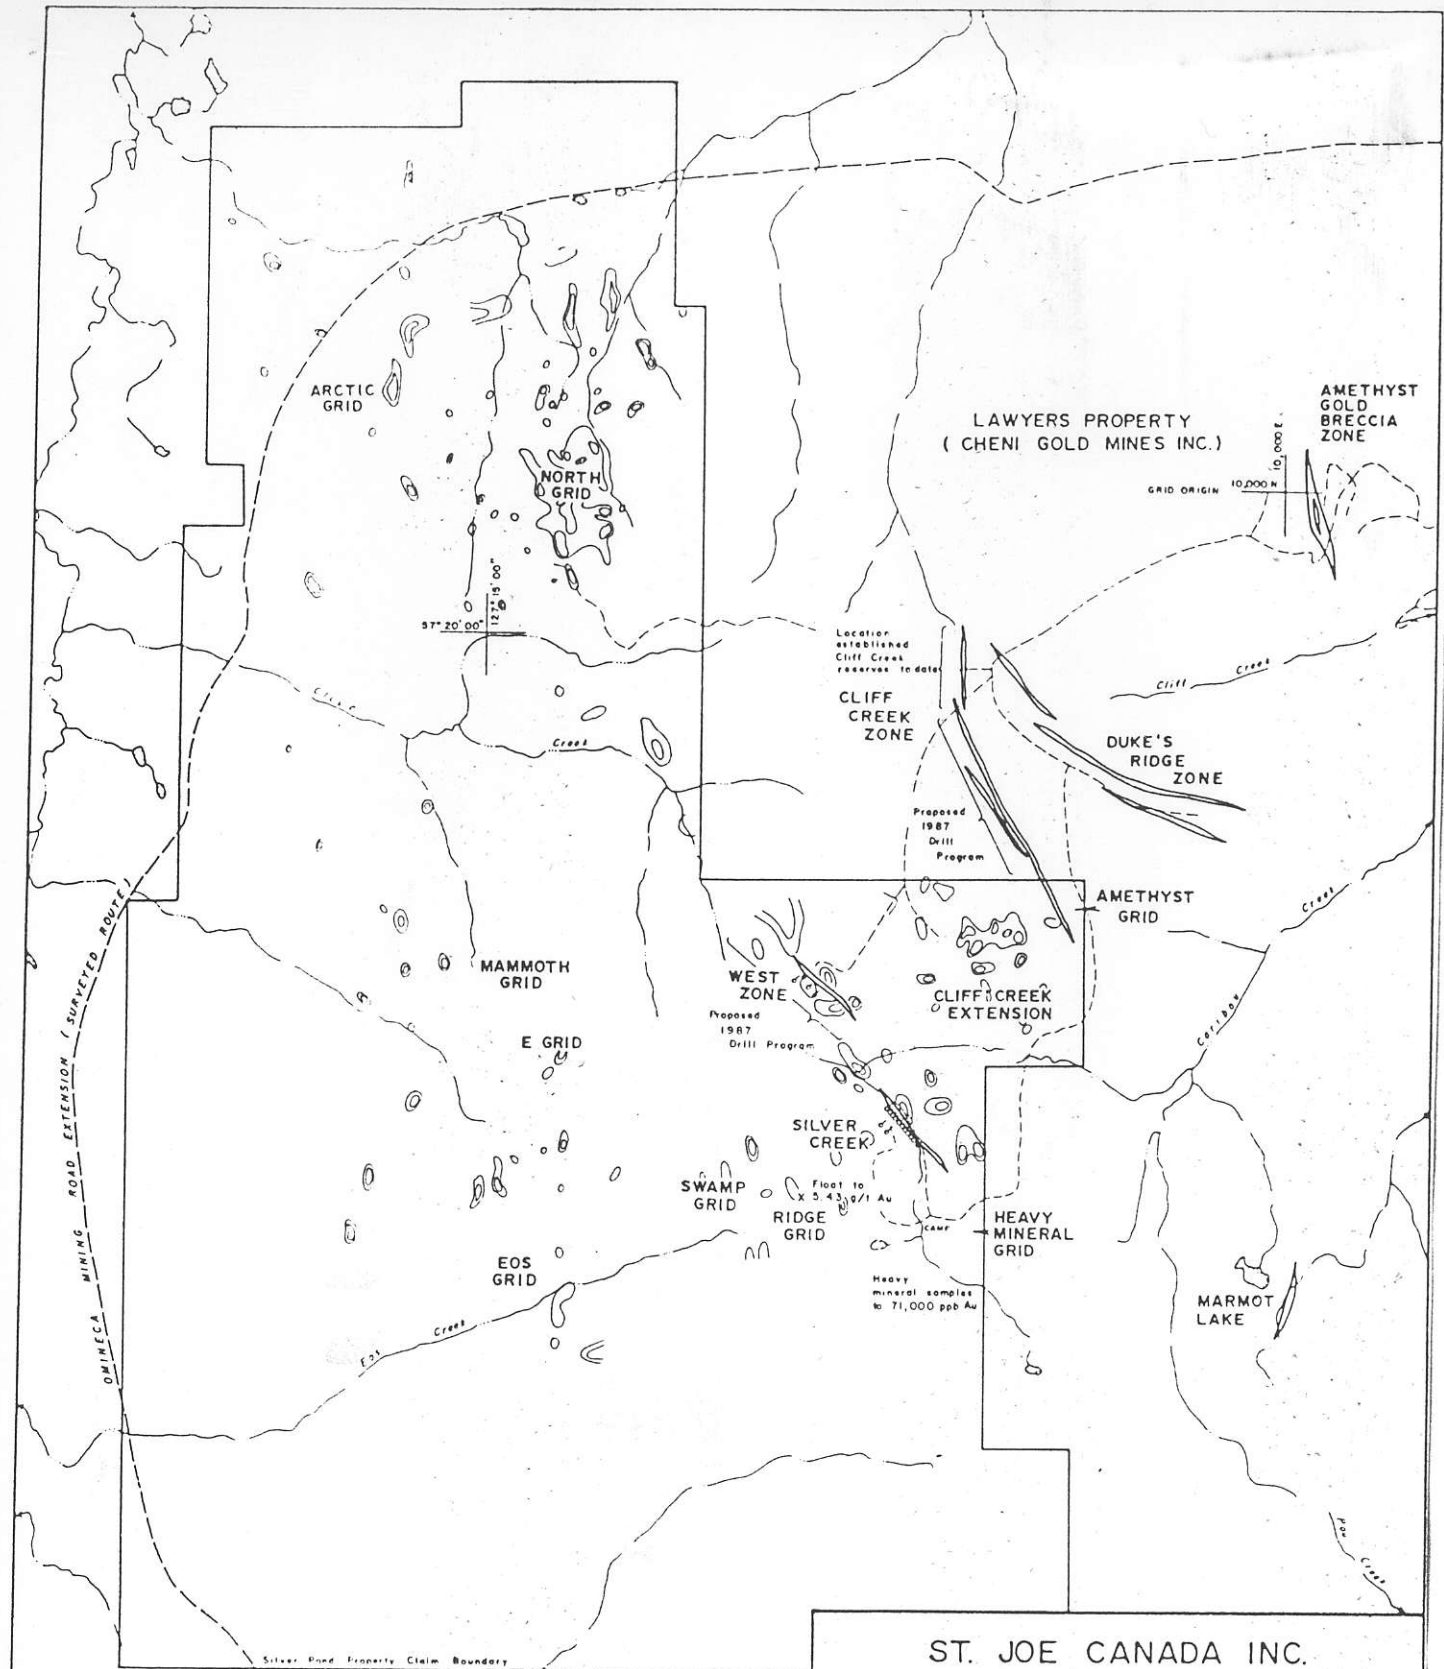 ARCTIC
GRID
LAWYERS PROPERTY
( CHENI GOLD MINES INC.)
AMETHYST
GOLD
BRECCIA
ZONE
10,000 E.
GRID ORIGIN
10,000 N
NORTH
GRID
57° 20' 00"
127° 15' 00"
Location
established
Cliff Creek
reserves to date
CLIFF
CREEK
ZONE
Cliff Creek
DUKE'S
RIDGE
ZONE
Creek
Proposed
1987
Drill
Program
AMETHYST
GRID
Creek
Caribou
OMINECA MINING ROAD EXTENSION ( SURVEYED ROUTE )
MAMMOTH
GRID
WEST
ZONE
CLIFF CREEK
EXTENSION
Proposed
1987
Drill Program
E GRID
SILVER
CREEK
SWAMP
GRID
Float to
x 5.43 g/t Au
RIDGE
GRID
CAMP
HEAVY
MINERAL
GRID
EOS
GRID
Heavy
mineral samples
to 71,000 ppb Au
MARMOT
LAKE
Eos Creek
Creek
Silver Pond Property Claim Boundary
ST. JOE CANADA INC.